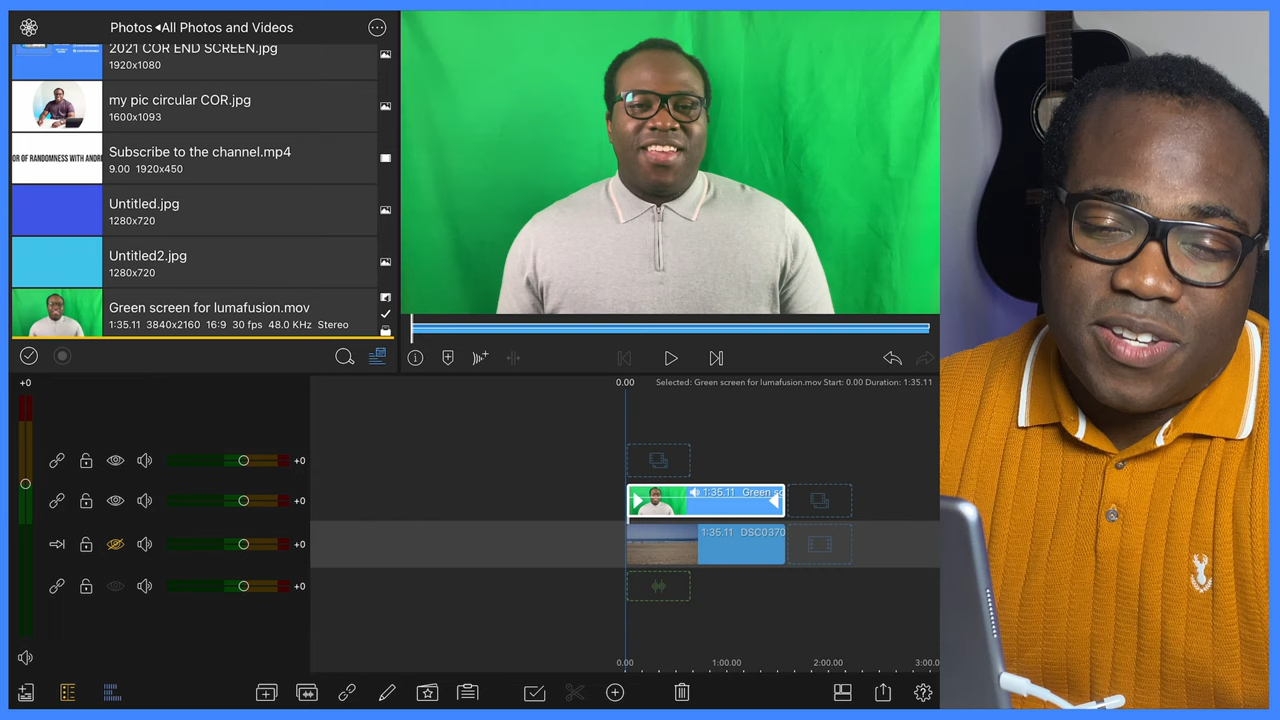 Photos◂All Photos and Videos
2021 COR END SCREEN.jpg
1920x1080
my pic circular COR.jpg
1600x1093
OR OF RANDOMNESS WITH ANDR
Subscribe to the channel.mp4
9.00 1920x450
Untitled.jpg
1280x720
Untitled2.jpg
1280x720
Green screen for lumafusion.mov
1:35.11 3840x2160 16:9 30 fps 48.0 KHz Stereo
+0
0.00
Selected: Green screen for lumafusion.mov Start: 0.00 Duration: 1:35.11
+0
1:35.11 Green sc
+0
1:35.11 DSC0370
+0
+0
0.00
1:00.00
2:00.00
3:00.0